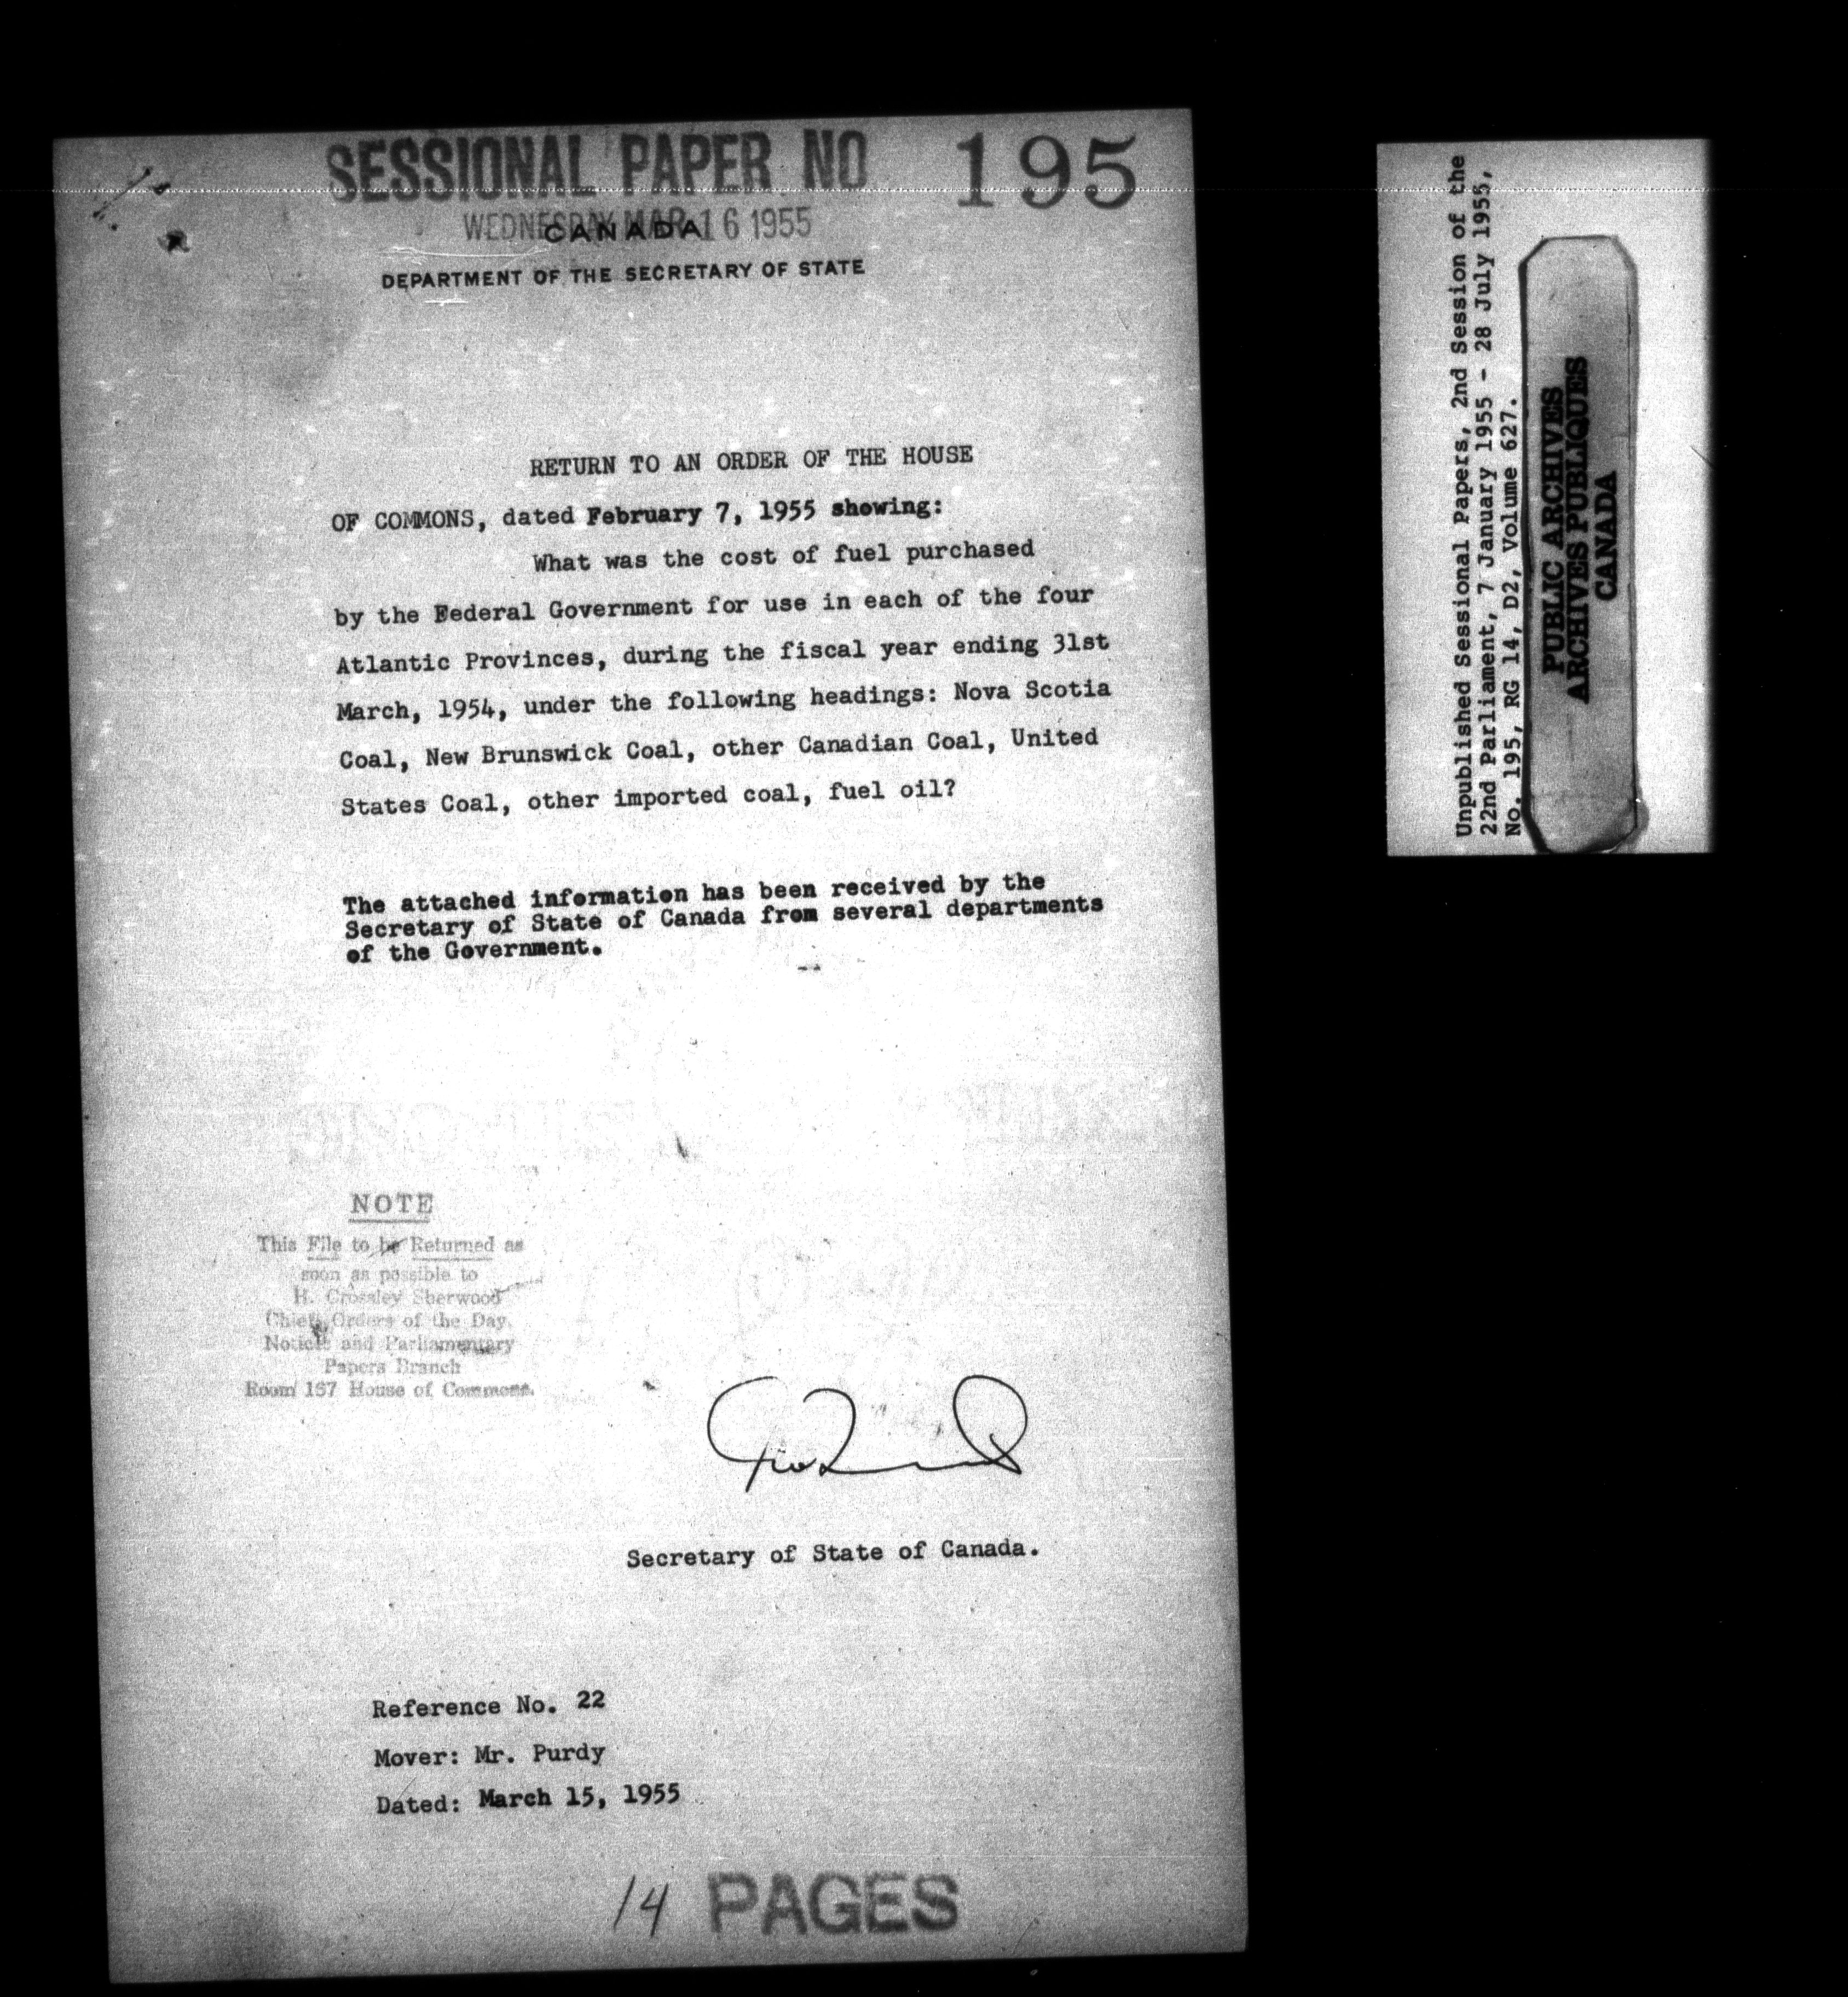 SESSIONAL PAPER NO 195
WEDNESDAY MAR 16 1955
CANADA
DEPARTMENT OF THE SECRETARY OF STATE
RETURN TO AN ORDER OF THE HOUSE
OF COMMONS, dated February 7, 1955 showing:
What was the cost of fuel purchased
by the Federal Government for use in each of the four
Atlantic Provinces, during the fiscal year ending 31st
March, 1954, under the following headings: Nova Scotia
Coal, New Brunswick Coal, other Canadian Coal, United
States Coal, other imported coal, fuel oil?
The attached information has been received by the
Secretary of State of Canada from several departments
of the Government.
NOTE
This File to be Returned as
soon as possible to
H. Crossley Sherwood
Chief, Orders of the Day,
Notices and Parliamentary
Papers Branch
Room 157 House of Commons.
Secretary of State of Canada.
Reference No. 22
Mover: Mr. Purdy
Dated: March 15, 1955
14 PAGES
Unpublished Sessional Papers, 2nd Session of the
22nd Parliament, 7 January 1955 - 28 July 1955,
No. 195, RG 14, D2, Volume 627.
PUBLIC ARCHIVES
ARCHIVES PUBLIQUES
CANADA